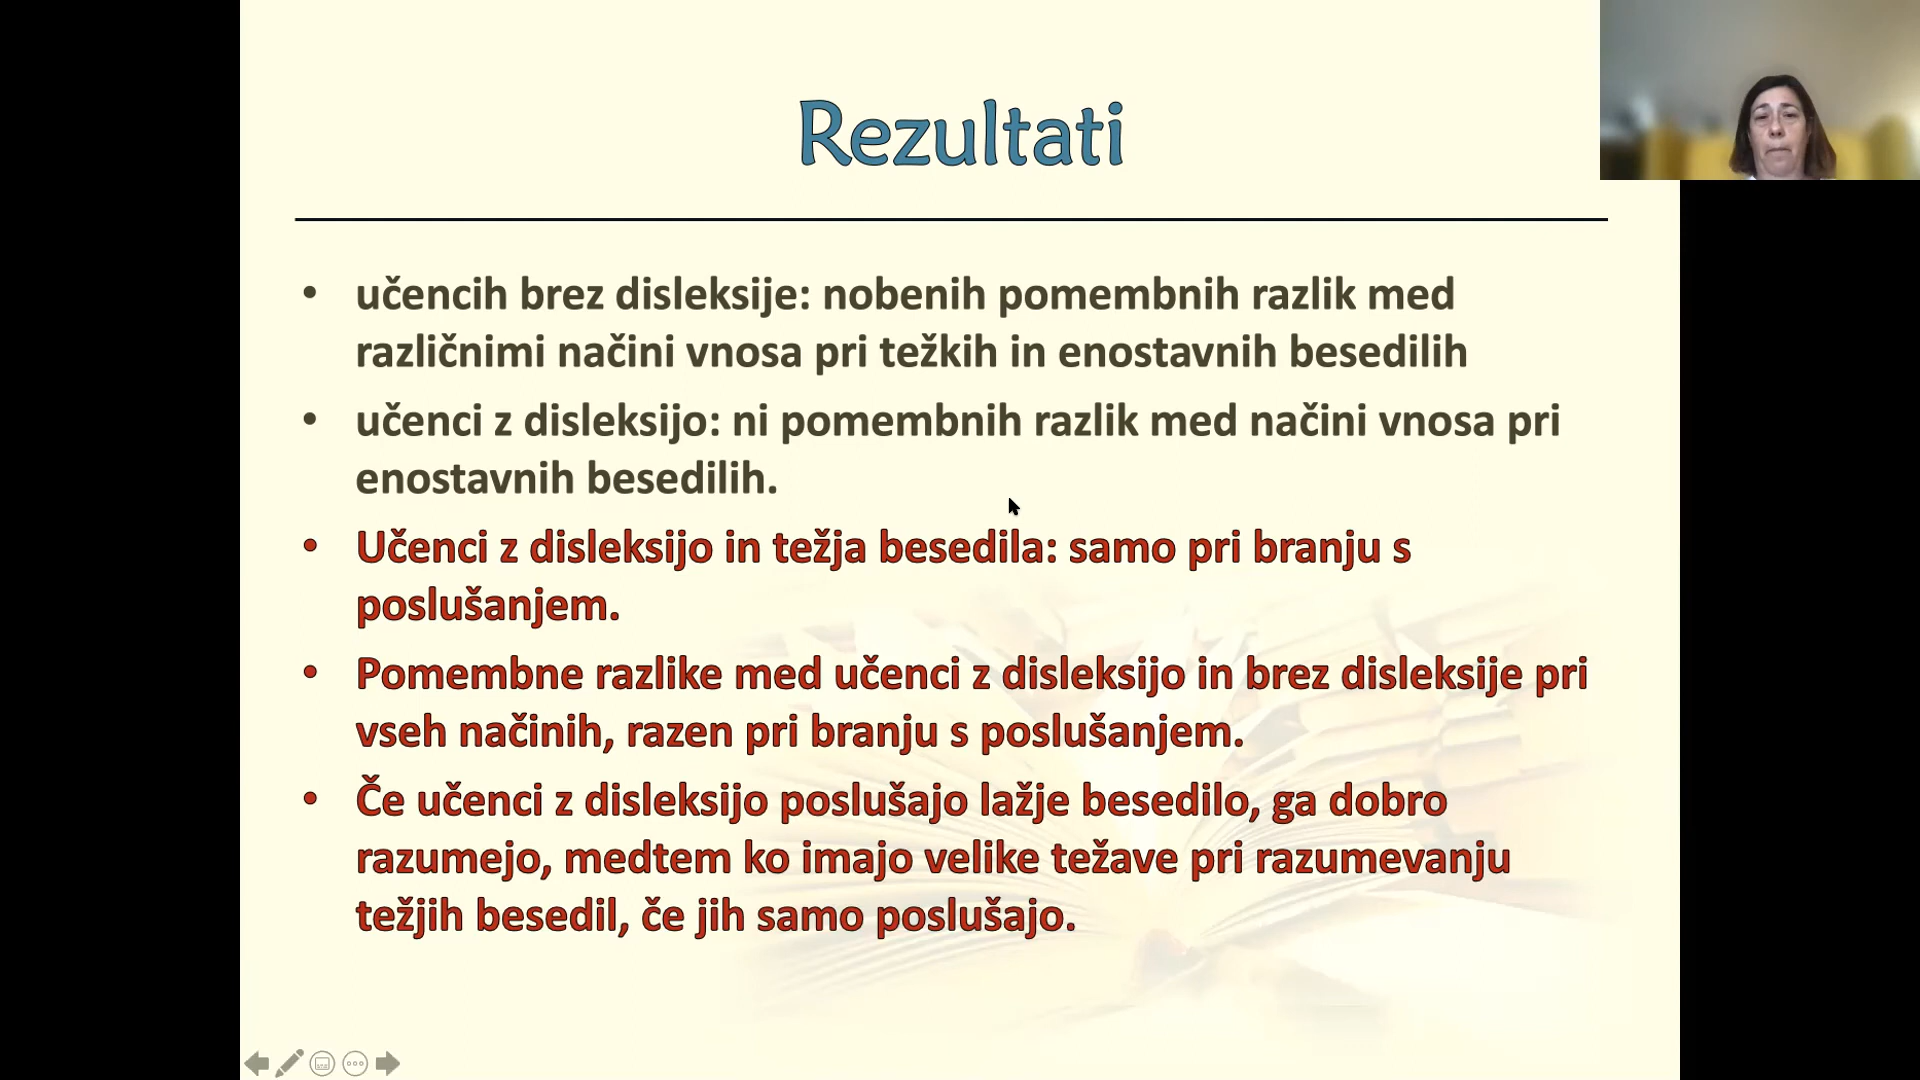 Rezultati
• učencih brez disleksije: nobenih pomembnih razlik med
različnimi načini vnosa pri težkih in enostavnih besedilih
• učenci z disleksijo: ni pomembnih razlik med načini vnosa pri
enostavnih besedilih.
• Učenci z disleksijo in težja besedila: samo pri branju s
poslušanjem.
• Pomembne razlike med učenci z disleksijo in brez disleksije pri
vseh načinih, razen pri branju s poslušanjem.
• Če učenci z disleksijo poslušajo lažje besedilo, ga dobro
razumejo, medtem ko imajo velike težave pri razumevanju
težjih besedil, če jih samo poslušajo.